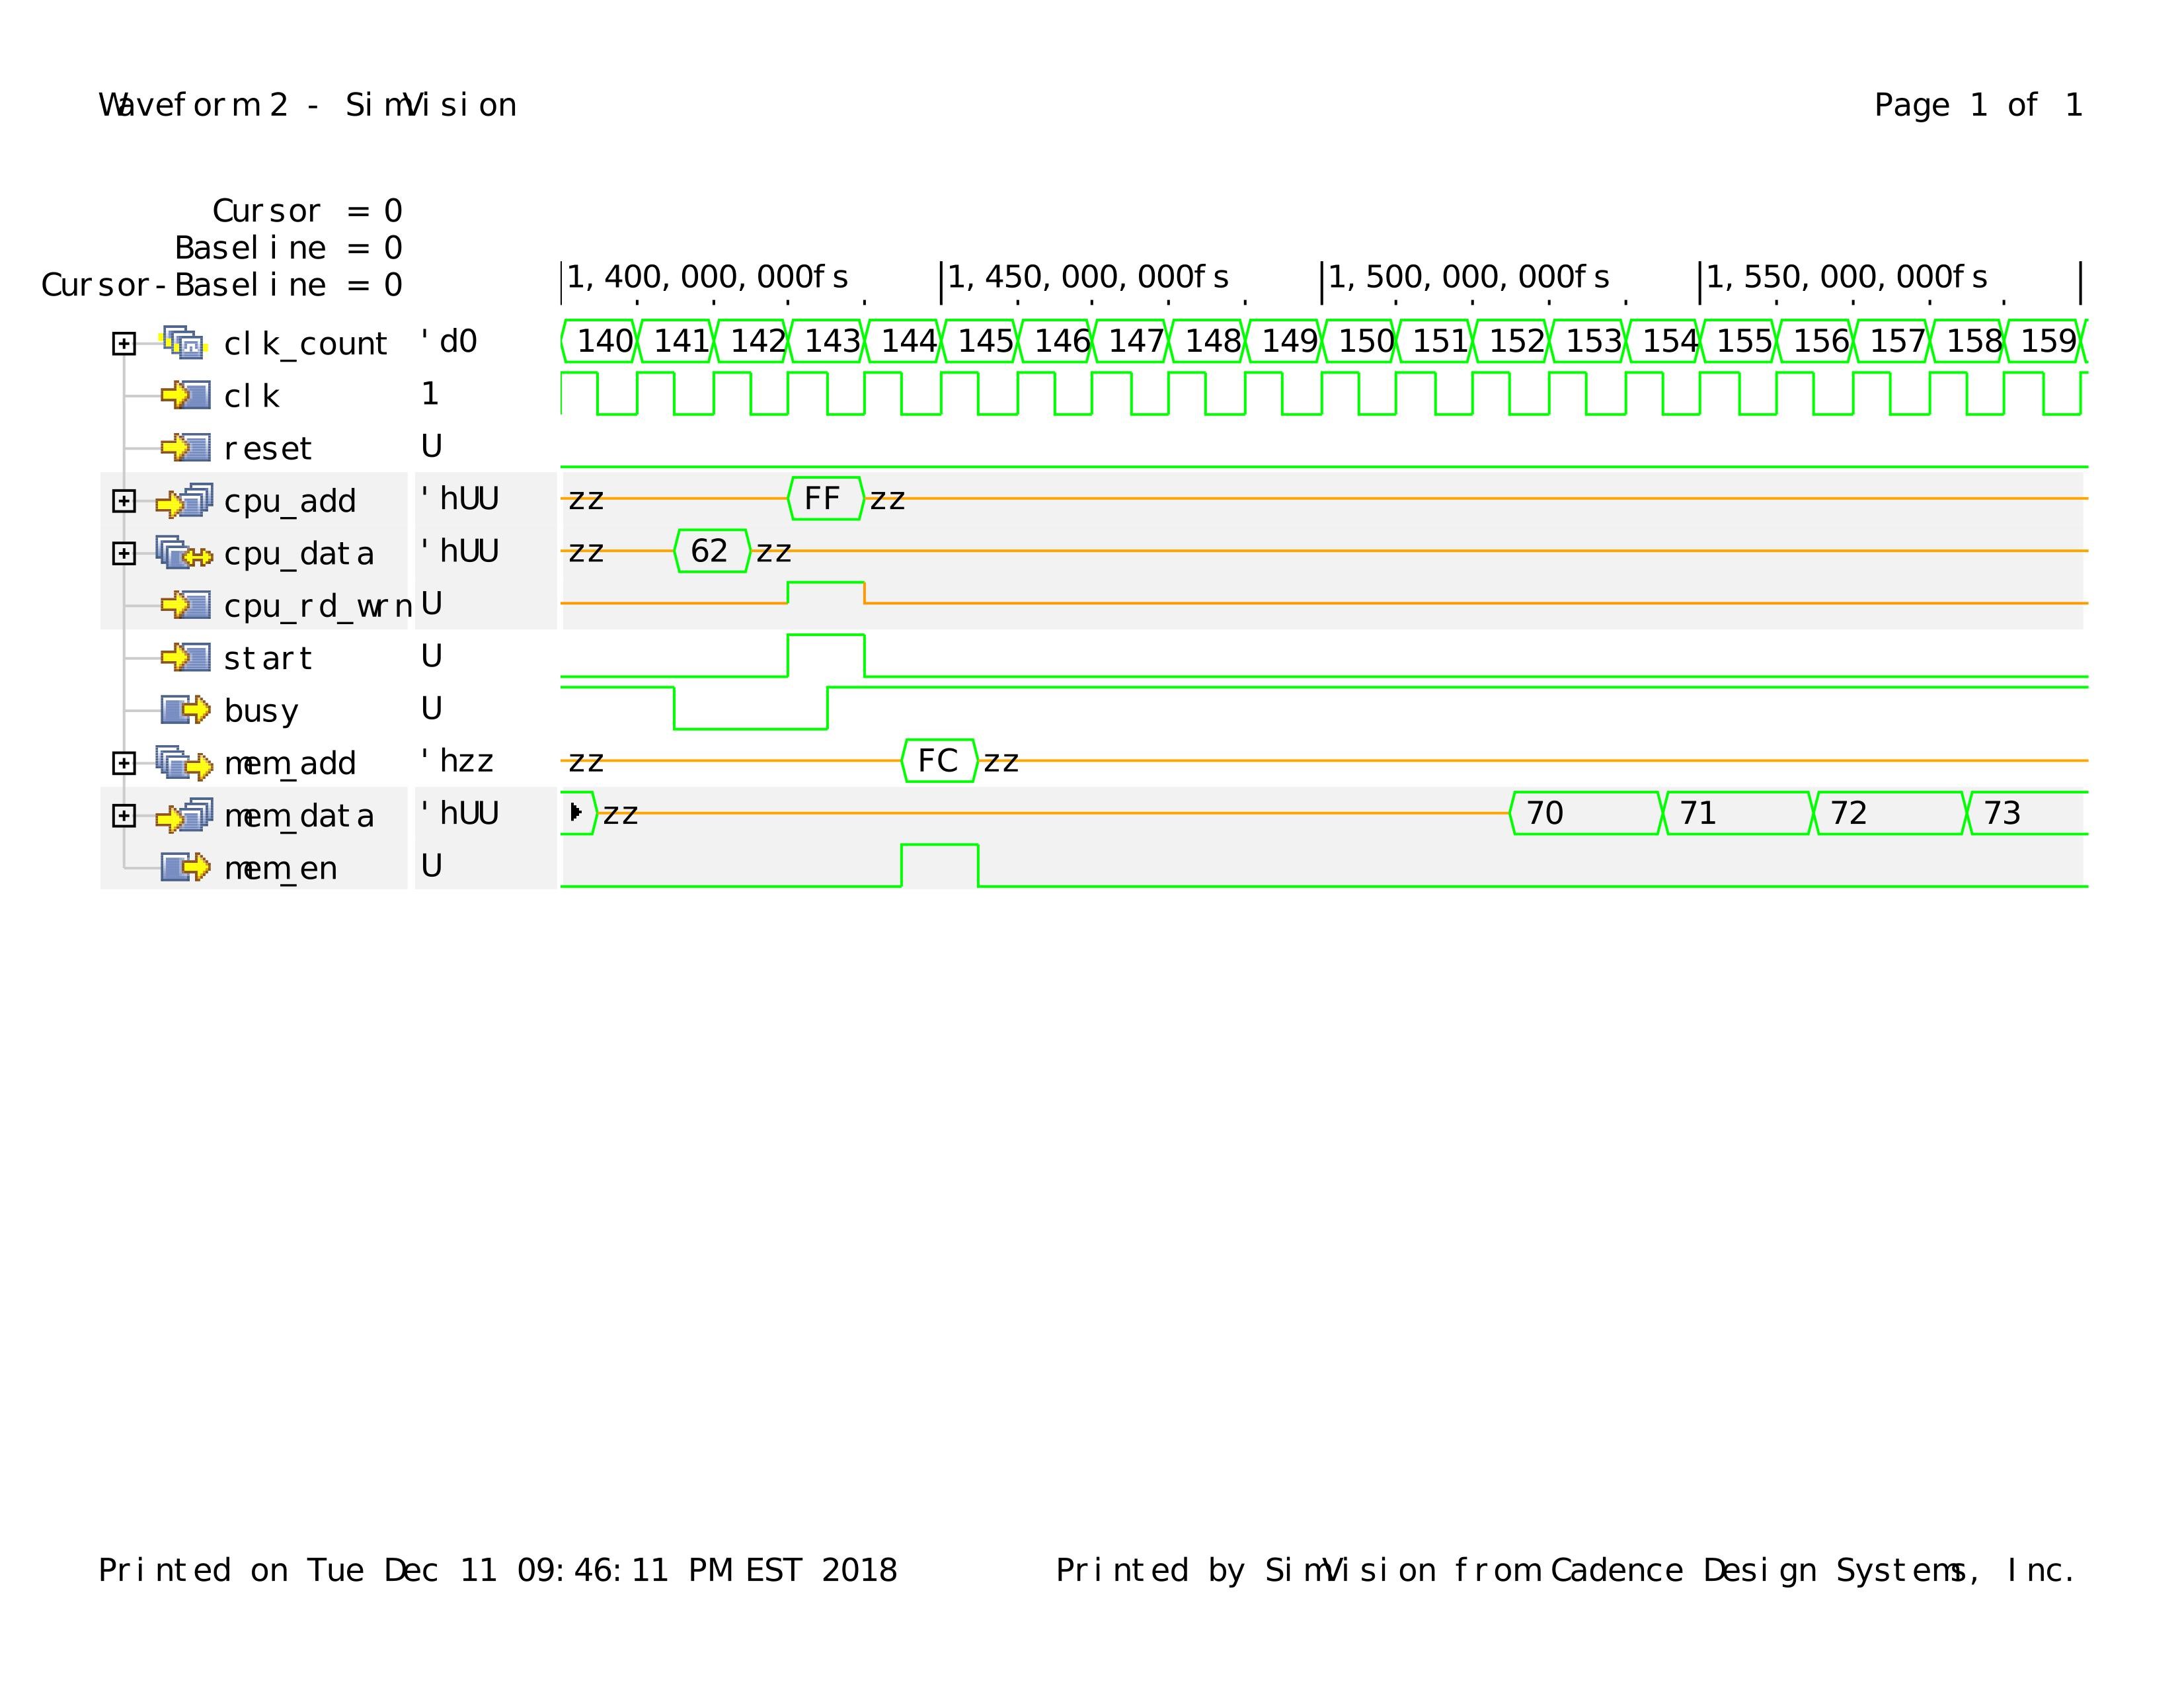 Waveform 2 - SimVision Page 1 of 1
Cursor = 0
Baseline = 0
Cursor-Baseline = 0
1,400,000,000fs 1,450,000,000fs 1,500,000,000fs 1,550,000,000fs
clk_count 'd0 140 141 142 143 144 145 146 147 148 149 150 151 152 153 154 155 156 157 158 159
clk 1
reset U
cpu_add 'hUU zz FF zz
cpu_data 'hUU zz 62 zz
cpu_rd_wrn U
start U
busy U
mem_add 'hzz zz FC zz
mem_data 'hUU zz 70 71 72 73
mem_en U
Printed on Tue Dec 11 09:46:11 PM EST 2018 Printed by SimVision from Cadence Design Systems, Inc.